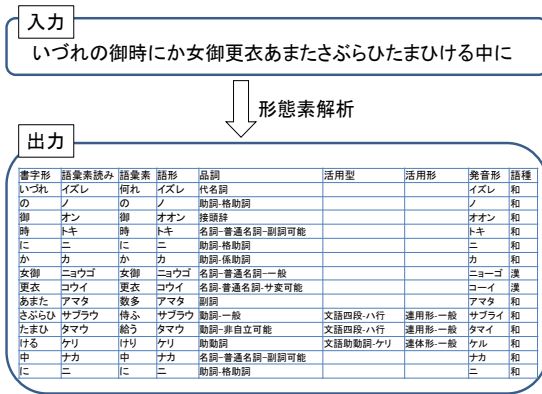 入力
いづれの御時にか女御更衣あまたさぶらひたまひける中に
形態素解析
出力
書字形 語彙素読み 語彙素 語形 品詞 活用型 活用形 発音形 語種
いづれ イズレ 何れ イズレ 代名詞 イズレ 和
の ノ の ノ 助詞-格助詞 ノ 和
御 オン 御 オオン 接頭辞 オオン 和
時 トキ 時 トキ 名詞-普通名詞-副詞可能 トキ 和
に ニ に ニ 助詞-格助詞 ニ 和
か カ か カ 助詞-係助詞 カ 和
女御 ニョウゴ 女御 ニョウゴ 名詞-普通名詞-一般 ニョーゴ 漢
更衣 コウイ 更衣 コウイ 名詞-普通名詞-サ変可能 コーイ 漢
あまた アマタ 数多 アマタ 副詞 アマタ 和
さぶらひ サブラウ 侍ふ サブラウ 動詞-一般 文語四段-ハ行 連用形-一般 サブライ 和
たまひ タマウ 給う タマウ 動詞-非自立可能 文語四段-ハ行 連用形-一般 タマイ 和
ける ケリ けり ケリ 助動詞 文語助動詞-ケリ 連体形-一般 ケル 和
中 ナカ 中 ナカ 名詞-普通名詞-副詞可能 ナカ 和
に ニ に ニ 助詞-格助詞 ニ 和